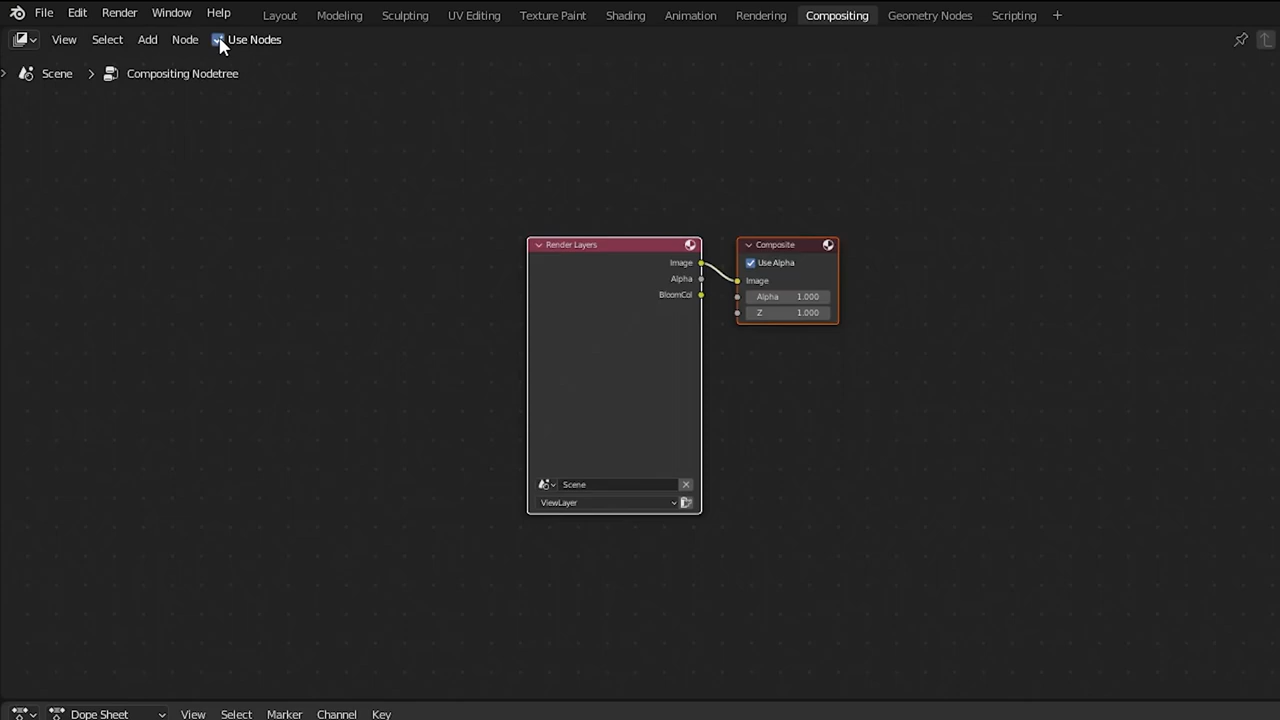 File Edit Render Window Help Layout Modeling Sculpting UV Editing Texture Paint Shading Animation Rendering Compositing Geometry Nodes Scripting +
View Select Add Node Use Nodes
Scene > Compositing Nodetree
Render Layers
Image
Alpha
BloomCol
Scene
ViewLayer
Composite
Use Alpha
Image
Alpha 1.000
Z 1.000
Dope Sheet View Select Marker Channel Key